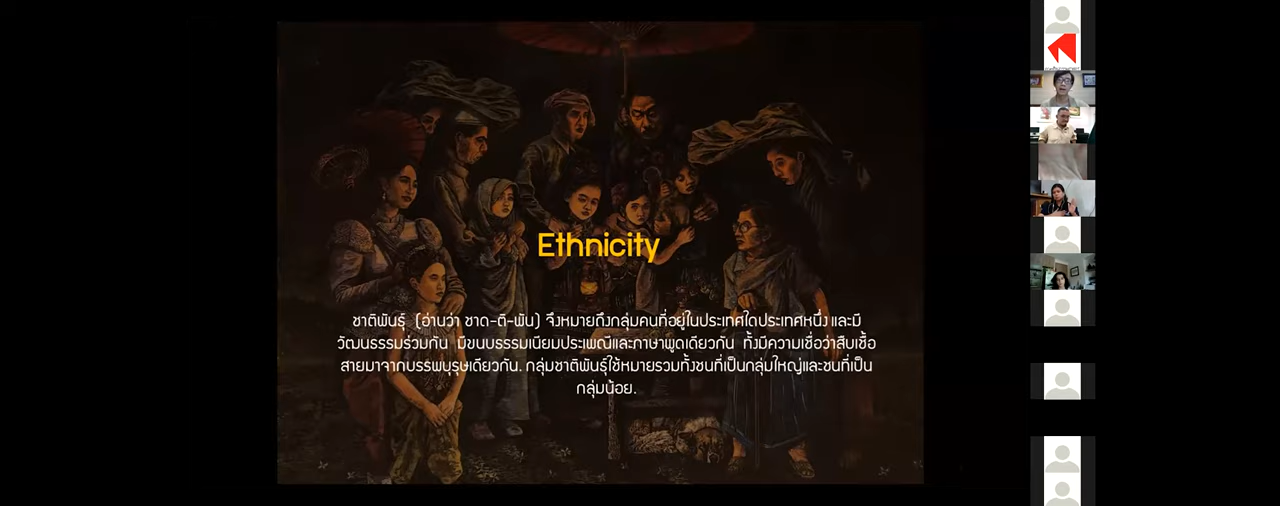 Ethnicity
ชาติพันธุ์ (อ่านว่า ชาด-ติ-พัน) จึงหมายถึงกลุ่มคนที่อยู่ในประเทศใดประเทศหนึ่ง และมี
วัฒนธรรมร่วมกัน มีขนบธรรมเนียมประเพณีและภาษาพูดเดียวกัน ทั้งมีความเชื่อว่าสืบเชื้อ
สายมาจากบรรพบุรุษเดียวกัน. กลุ่มชาติพันธุ์ใช้หมายรวมทั้งชนที่เป็นกลุ่มใหญ่และชนที่เป็น
กลุ่มน้อย.